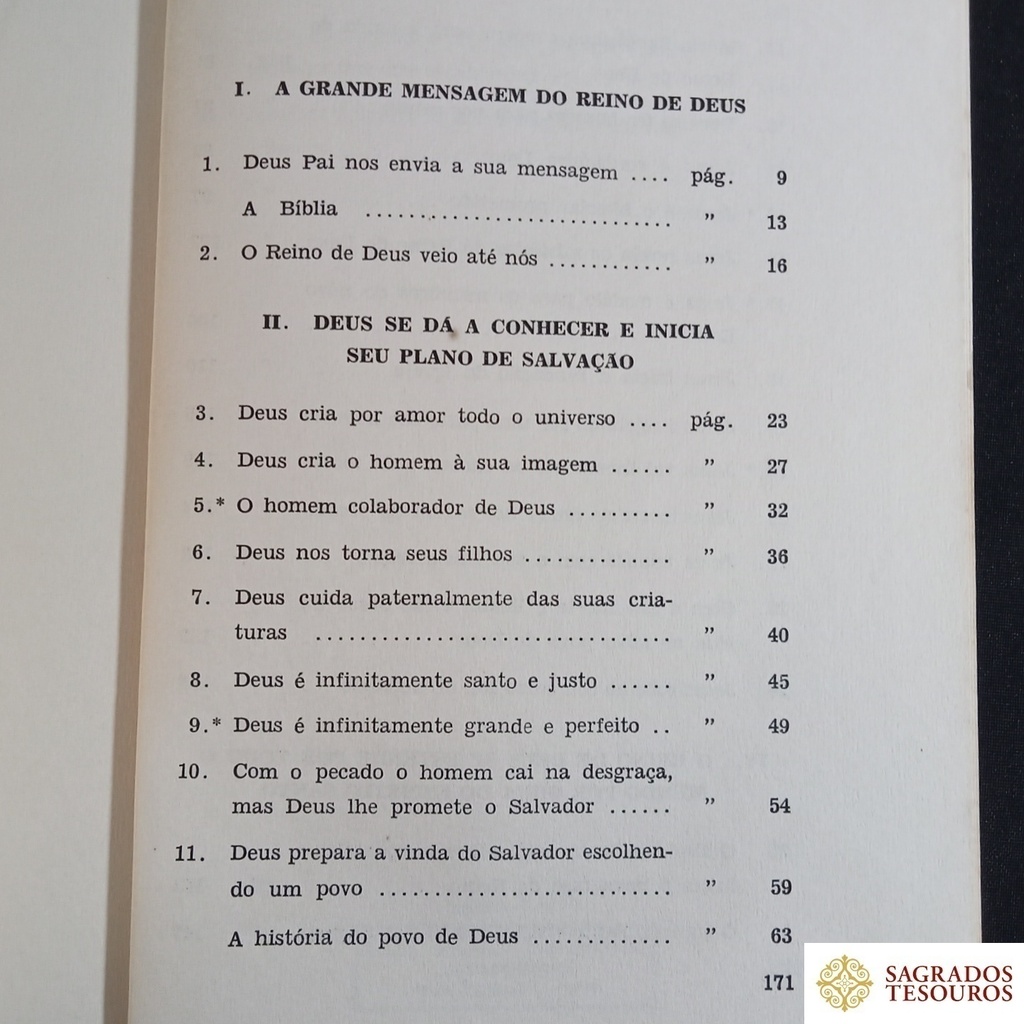 I. A GRANDE MENSAGEM DO REINO DE DEUS
1. Deus Pai nos envia a sua mensagem .... pág. 9
A Bíblia ............................ " 13
2. O Reino de Deus veio até nós ............ " 16
II. DEUS SE DÁ A CONHECER E INICIA
SEU PLANO DE SALVAÇÃO
3. Deus cria por amor todo o universo .... pág. 23
4. Deus cria o homem à sua imagem ...... " 27
5.* O homem colaborador de Deus .......... " 32
6. Deus nos torna seus filhos .............. " 36
7. Deus cuida paternalmente das suas cria-
turas ................................. " 40
8. Deus é infinitamente santo e justo ...... " 45
9.* Deus é infinitamente grande e perfeito .. " 49
10. Com o pecado o homem cai na desgraça,
mas Deus lhe promete o Salvador ...... " 54
11. Deus prepara a vinda do Salvador escolhen-
do um povo ........................... " 59
A história do povo de Deus ............. " 63
171
SAGRADOS
TESOUROS